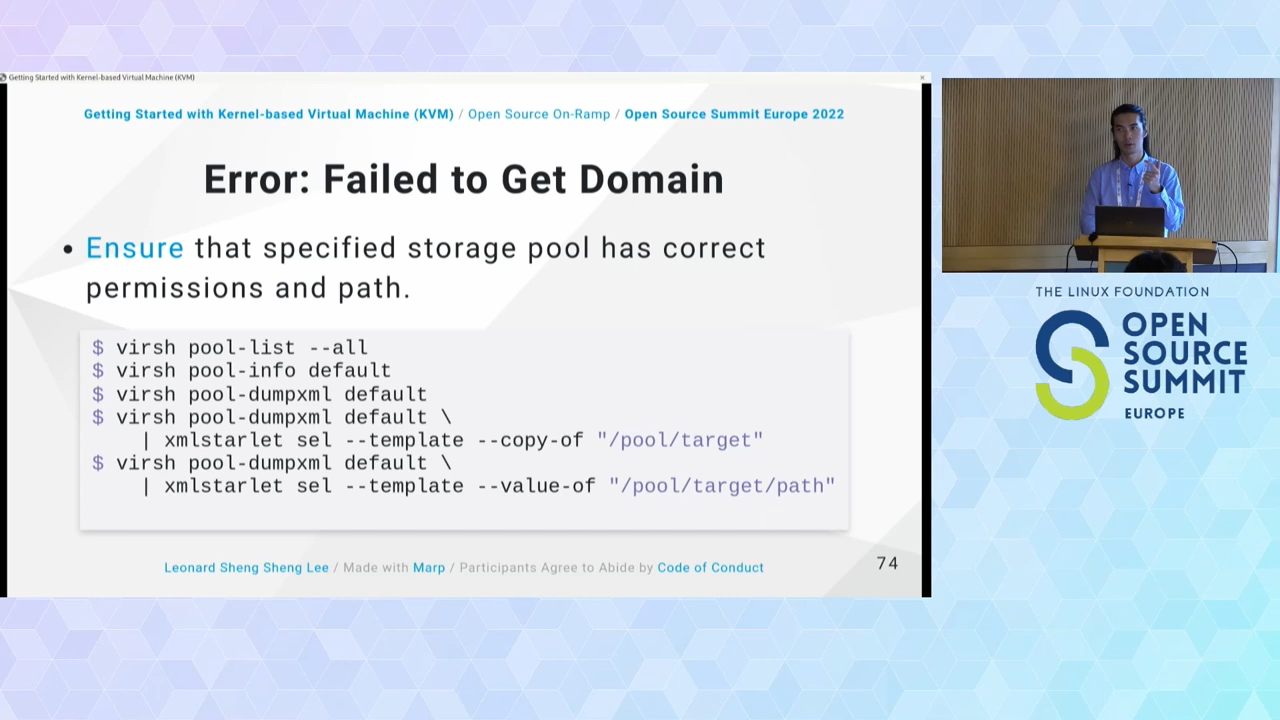 Getting Started with Kernel-based Virtual Machine (KVM)
Getting Started with Kernel-based Virtual Machine (KVM) / Open Source On-Ramp / Open Source Summit Europe 2022
Error: Failed to Get Domain
• Ensure that specified storage pool has correct
permissions and path.
$ virsh pool-list --all
$ virsh pool-info default
$ virsh pool-dumpxml default
$ virsh pool-dumpxml default \
| xmlstarlet sel --template --copy-of "/pool/target"
$ virsh pool-dumpxml default \
| xmlstarlet sel --template --value-of "/pool/target/path"
Leonard Sheng Sheng Lee / Made with Marp / Participants Agree to Abide by Code of Conduct
74
THE LINUX FOUNDATION
OPEN
SOURCE
SUMMIT
EUROPE